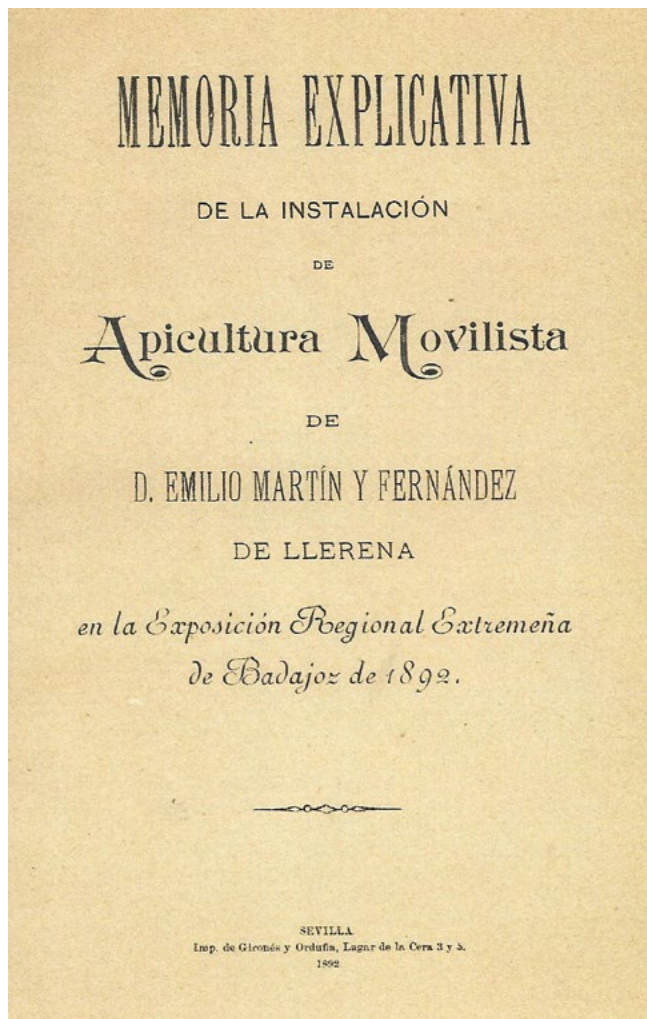 MEMORIA EXPLICATIVA
DE LA INSTALACIÓN
DE
Apicultura Movilista
DE
D. EMILIO MARTÍN Y FERNÁNDEZ
DE LLERENA
en la Exposición Regional Extremeña
de Badajoz de 1892.
SEVILLA
Imp. de Gironés y Orduña, Lagar de la Cera 3 y 5.
1892